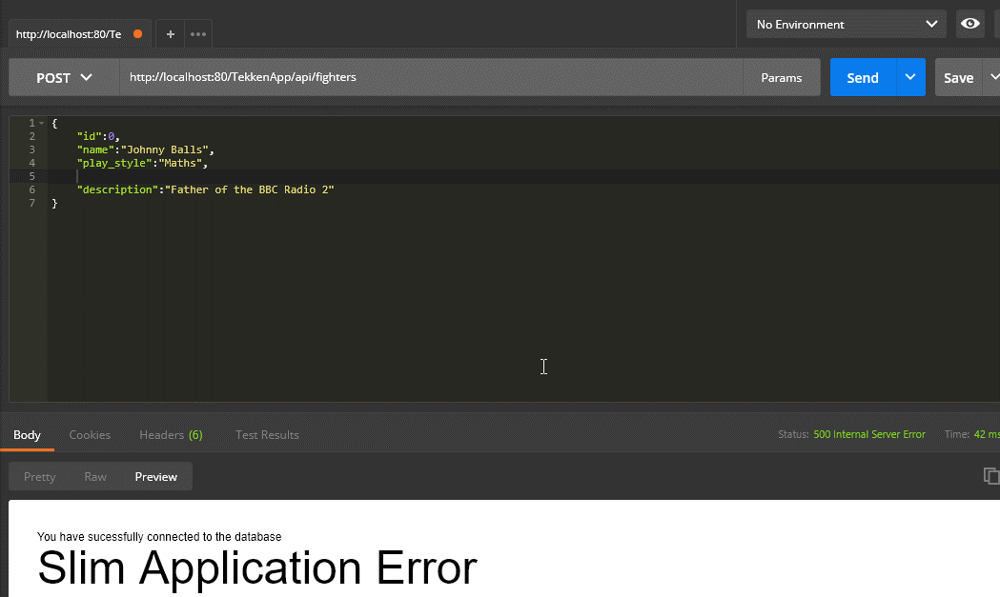 http://localhost:80/Te + ••• No Environment
POST http://localhost:80/TekkenApp/api/fighters Params Send Save
1 {
2 "id":0,
3 "name":"Johnny Balls",
4 "play_style":"Maths",
5
6 "description":"Father of the BBC Radio 2"
7 }
Body Cookies Headers (6) Test Results Status: 500 Internal Server Error Time: 42 ms
Pretty Raw Preview
You have sucessfully connected to the database
Slim Application Error